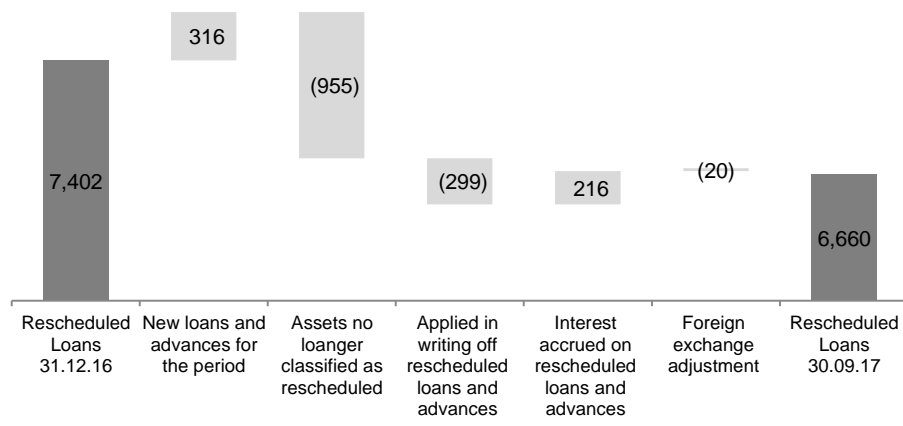 316
(955)
7,402
(299)
216
(20)
6,660
Rescheduled
Loans
31.12.16
New loans and
advances for
the period
Assets no
loanger
classified as
rescheduled
Applied in
writing off
rescheduled
loans and
advances
Interest
accrued on
rescheduled
loans and
advances
Foreign
exchange
adjustment
Rescheduled
Loans
30.09.17